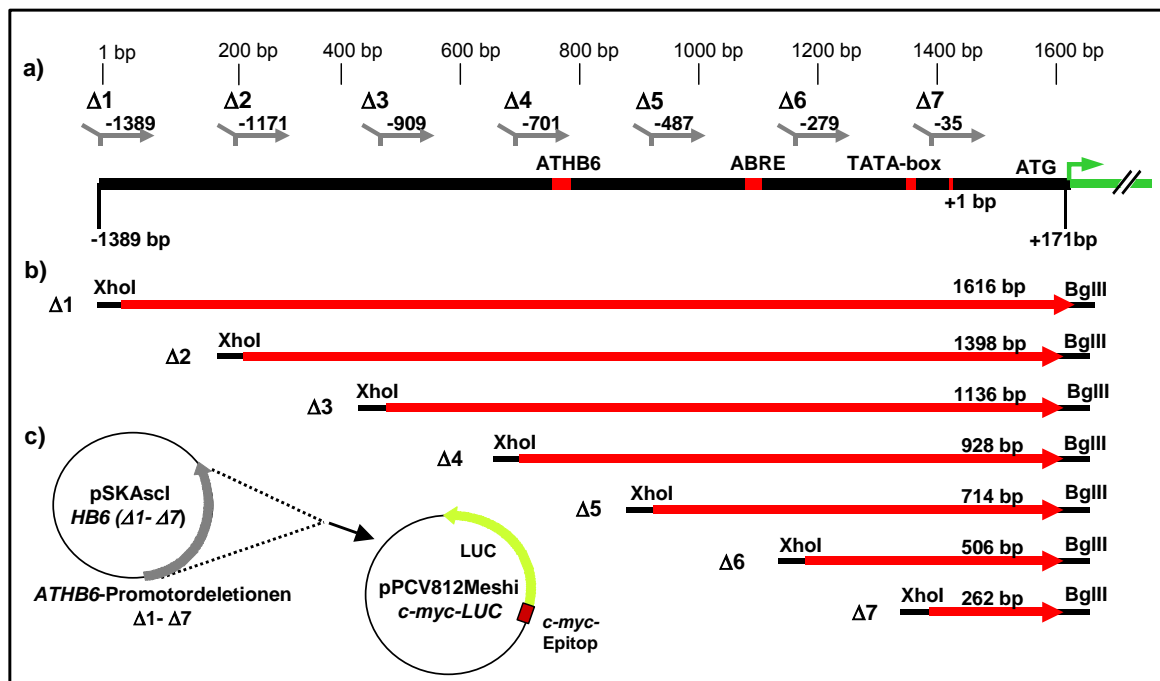 1 bp 200 bp 400 bp 600 bp 800 bp 1000 bp 1200 bp 1400 bp 1600 bp
a)
Δ1 Δ2 Δ3 Δ4 Δ5 Δ6 Δ7
-1389 -1171 -909 -701 -487 -279 -35
ATHB6 ABRE TATA-box ATG
+1 bp
-1389 bp +171bp
b)
XhoI 1616 bp BglII
Δ1
XhoI 1398 bp BglII
Δ2
XhoI 1136 bp BglII
Δ3
c)
XhoI 928 bp BglII
Δ4
pSKAscI
HB6 (Δ1- Δ7)
XhoI 714 bp BglII
Δ5
LUC
XhoI 506 bp BglII
Δ6
pPCV812Meshi
c-myc-LUC
XhoI 262 bp BglII
Δ7
ATHB6-Promotordeletionen
Δ1- Δ7
c-myc-
Epitop